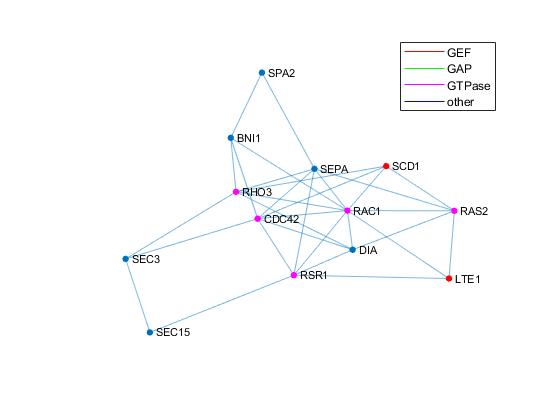 GEF
GAP
GTPase
other
SPA2
BNI1
SEPA
SCD1
RHO3
RAC1
RAS2
CDC42
DIA
SEC3
RSR1
LTE1
SEC15